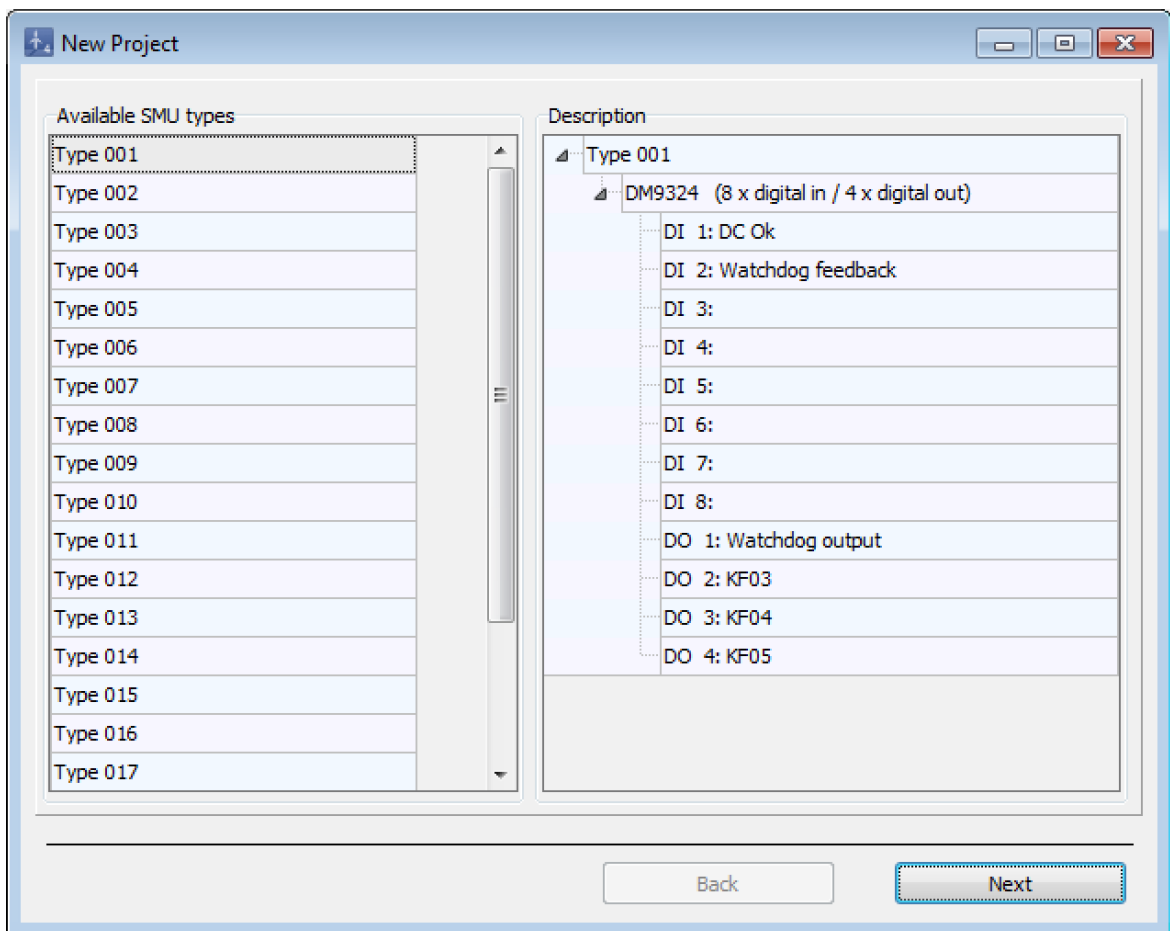 New Project
Available SMU types
Type 001
Type 002
Type 003
Type 004
Type 005
Type 006
Type 007
Type 008
Type 009
Type 010
Type 011
Type 012
Type 013
Type 014
Type 015
Type 016
Type 017
Description
Type 001
DM9324 (8 x digital in / 4 x digital out)
DI 1: DC Ok
DI 2: Watchdog feedback
DI 3:
DI 4:
DI 5:
DI 6:
DI 7:
DI 8:
DO 1: Watchdog output
DO 2: KF03
DO 3: KF04
DO 4: KF05
Back
Next